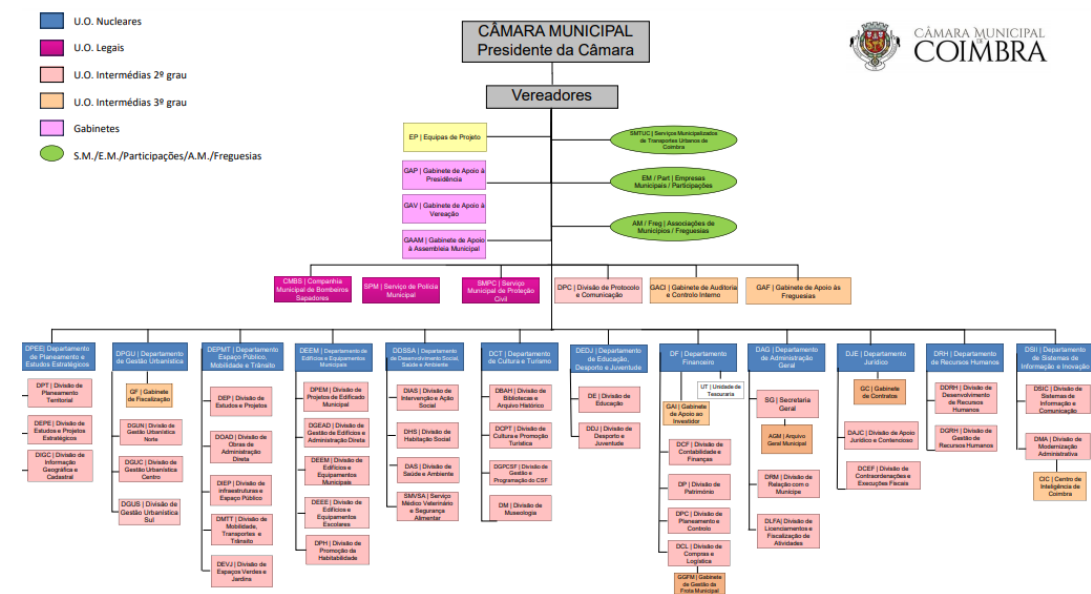 U.O. Nucleares
U.O. Legais
U.O. Intermédias 2º grau
U.O. Intermédias 3º grau
Gabinetes
S.M./E.M./Participações/A.M./Freguesias
CÂMARA MUNICIPAL
Presidente da Câmara
CÂMARA MUNICIPAL
DE
COIMBRA
Vereadores
EP | Equipas de Projeto
GAP | Gabinete de Apoio à
Presidência
GAV | Gabinete de Apoio à
Vereação
GAAM | Gabinete de Apoio
à Assembleia Municipal
SMTUC | Serviços Municipalizados
de Transportes Urbanos de
Coimbra
EM / Part | Empresas
Municipais / Participações
AM / Freg | Associações de
Municípios / Freguesias
CMBS | Companhia
Municipal de Bombeiros
Sapadores
SPM | Serviço de Polícia
Municipal
SMPC | Serviço
Municipal de Proteção
Civil
DPC | Divisão de Protocolo
e Comunicação
GACI | Gabinete de Auditoria
e Controlo Interno
GAF | Gabinete de Apoio às
Freguesias
DPEE| Departamento
de Planeamento e
Estudos Estratégicos
DPT | Divisão de
Planeamento
Territorial
DEPE | Divisão de
Estudos e Projetos
Estratégicos
DIGC | Divisão de
Informação
Geográfica e
Cadastral
DPGU | Departamento
de Gestão Urbanística
GF | Gabinete
de Fiscalização
DGUN | Divisão de
Gestão Urbanística
Norte
DGUC | Divisão de
Gestão Urbanística
Centro
DGUS | Divisão de
Gestão Urbanística
Sul
DEPMT | Departamento
Espaço Público,
Mobilidade e Trânsito
DEP | Divisão de
Estudos e Projetos
DOAD | Divisão de
Obras de
Administração
Direta
DIEP | Divisão de
infraestruturas e
Espaço Público
DMTT | Divisão de
Mobilidade,
Transportes e
Trânsito
DEVJ | Divisão de
Espaços Verdes e
Jardins
DEEM | Departamento de
Edifícios e Equipamentos
Municipais
DPEM | Divisão de
Projetos de Edificado Municipal
DGEAD | Divisão de
Gestão de Edifícios e
Administração Direta
DEEM | Divisão de
Edifícios e
Equipamentos
Municipais
DEEE | Divisão de
Edifícios e
Equipamentos
Escolares
DPH | Divisão de
Promoção da
Habitabilidade
DDSSA | Departamento de
Desenvolvimento Social,
Saúde & Ambiente
DIAS | Divisão de
Intervenção e Ação
Social
DHS | Divisão de
Habitação Social
DAS | Divisão de
Saúde e Ambiente
SMVSA | Serviço
Médico Veterinário
e Segurança
Alimentar
DCT | Departamento
de Cultura e Turismo
DBAH | Divisão de
Bibliotecas e
Arquivo Histórico
DCPT | Divisão de
Cultura e Promoção
Turística
DGPCSF | Divisão de
Gestão e
Programação do CSF
DM | Divisão de
Museologia
DEDJ | Departamento
de Educação,
Desporto e Juventude
DE | Divisão de
Educação
DDJ | Divisão de
Desporto e
Juventude
DF | Departamento
Financeiro
UT | Unidade de
Tesouraria
GAI | Gabinete
de Apoio ao
Investidor
DCF | Divisão de
Contabilidade e
Finanças
DP | Divisão de
Património
DPC | Divisão de
Planeamento e
Controlo
DCL | Divisão de
Compras e
Logística
GGFM | Gabinete
de Gestão da
Frota Municipal
DAG | Departamento
de Administração
Geral
SG | Secretaria
Geral
AGM | Arquivo
Geral Municipal
DRM | Divisão de
Relação com o
Munícipe
DLFA| Divisão de
Licenciamentos e
Fiscalização de
Atividades
DJE | Departamento
Jurídico
GC | Gabinete
de Contratos
DAJC | Divisão de Apoio
Jurídico e Contencioso
DCEF | Divisão de
Contraordenações e
Execuções Fiscais
DRH | Departamento
de Recursos Humanos
DDRH | Divisão de
Desenvolvimento
de Recursos
Humanos
DGRH | Divisão de
Gestão de
Recursos Humanos
DSII | Departamento
de Sistemas de
Informação e Inovação
DSIC | Divisão de
Sistemas de
Informação e
Comunicação
DMA | Divisão de
Modernização
Administrativa
CIC | Centro de
Inteligência de
Coimbra